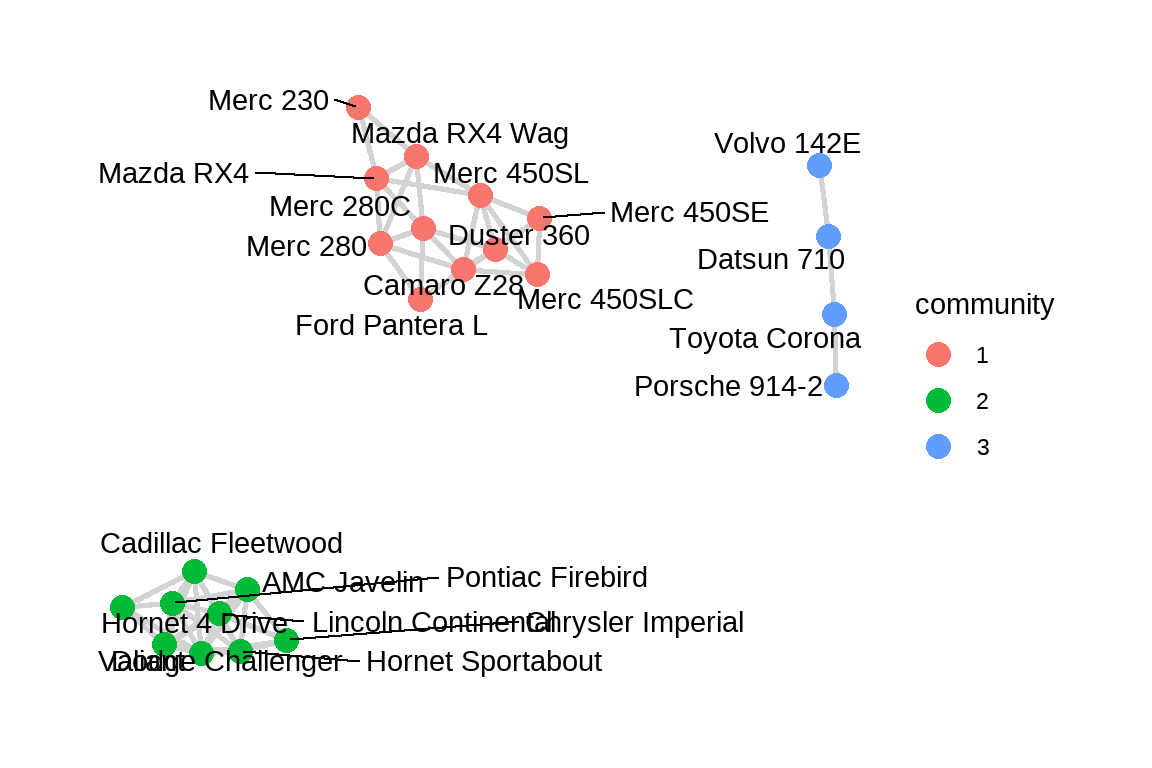 Merc 230
Mazda RX4 Wag
Volvo 142E
Mazda RX4
Merc 450SL
Merc 280C
Merc 450SE
Merc 280
Duster 360
Datsun 710
Camaro Z28
Merc 450SLC
community
Ford Pantera L
Toyota Corona
1
Porsche 914-2
2
3
Cadillac Fleetwood
AMC Javelin
Pontiac Firebird
Hornet 4 Drive
Lincoln Continental
Chrysler Imperial
Valiant
Dodge Challenger
Hornet Sportabout